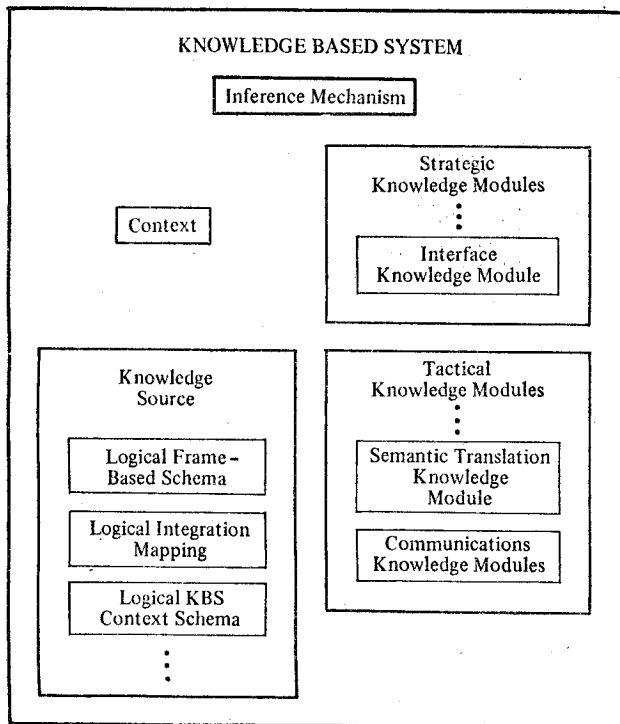 KNOWLEDGE BASED SYSTEM
Inference Mechanism
Context
Strategic
Knowledge Modules
Interface
Knowledge Module
Knowledge
Source
Logical Frame-
Based Schema
Logical Integration
Mapping
Logical KBS
Context Schema
Tactical
Knowledge Modules
Semantic Translation
Knowledge
Module
Communications
Knowledge Modules